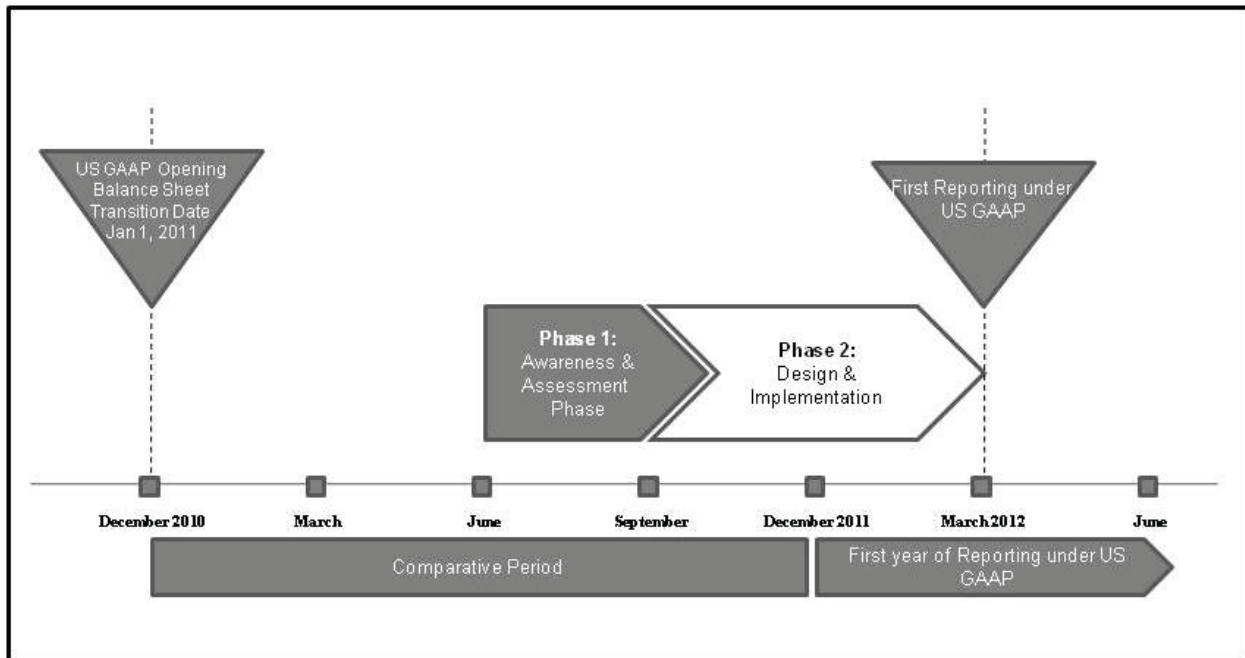 US GAAP Opening
Balance Sheet
Transition Date
Jan 1, 2011
First Reporting under
US GAAP
Phase 1:
Awareness &
Assessment
Phase
Phase 2:
Design &
Implementation
December 2010
March
June
September
December 2011
March 2012
June
Comparative Period
First year of Reporting under US
GAAP